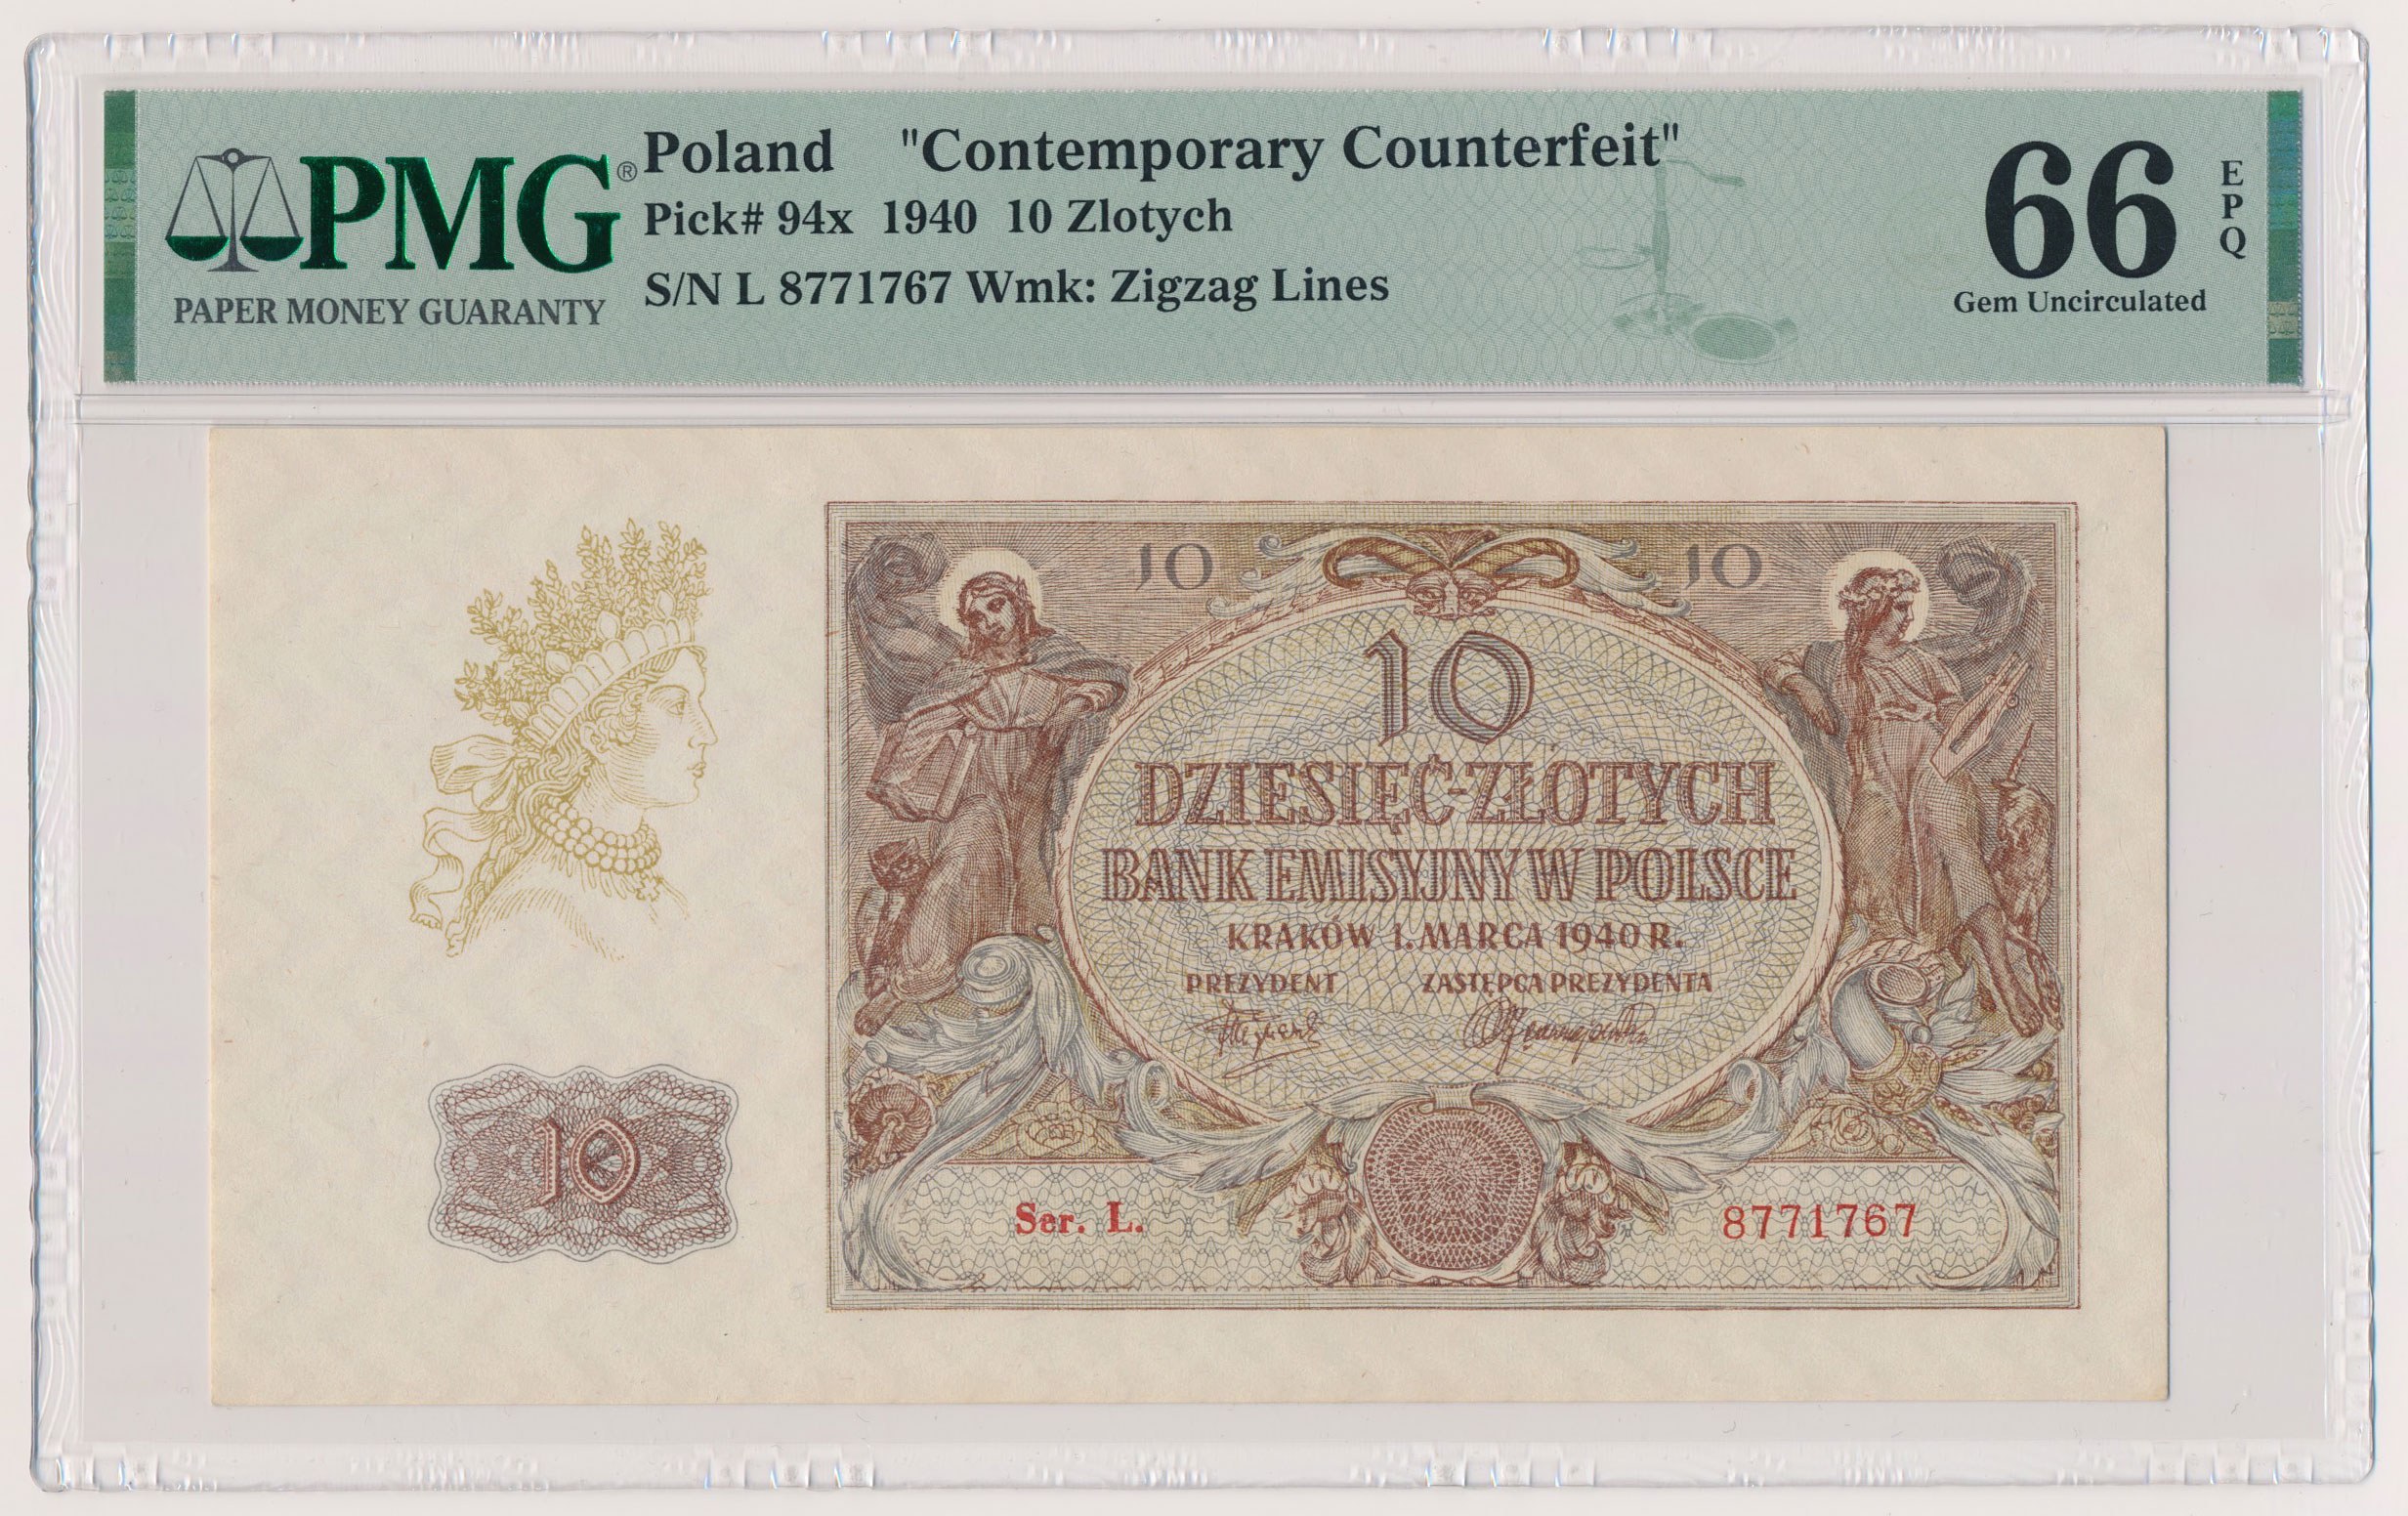 PMG®
PAPER MONEY GUARANTY
Poland "Contemporary Counterfeit"
Pick# 94x 1940 10 Zlotych
S/N L 8771767 Wmk: Zigzag Lines
66
EPQ
Gem Uncirculated
10 10
10
DZIESIĘĆ-ZŁOTYCH
BANK EMISYJNY W POLSCE
KRAKÓW 1. MARCA 1940 R.
PREZYDENT ZASTĘPCA PREZYDENTA
10
Ser. L. 8771767